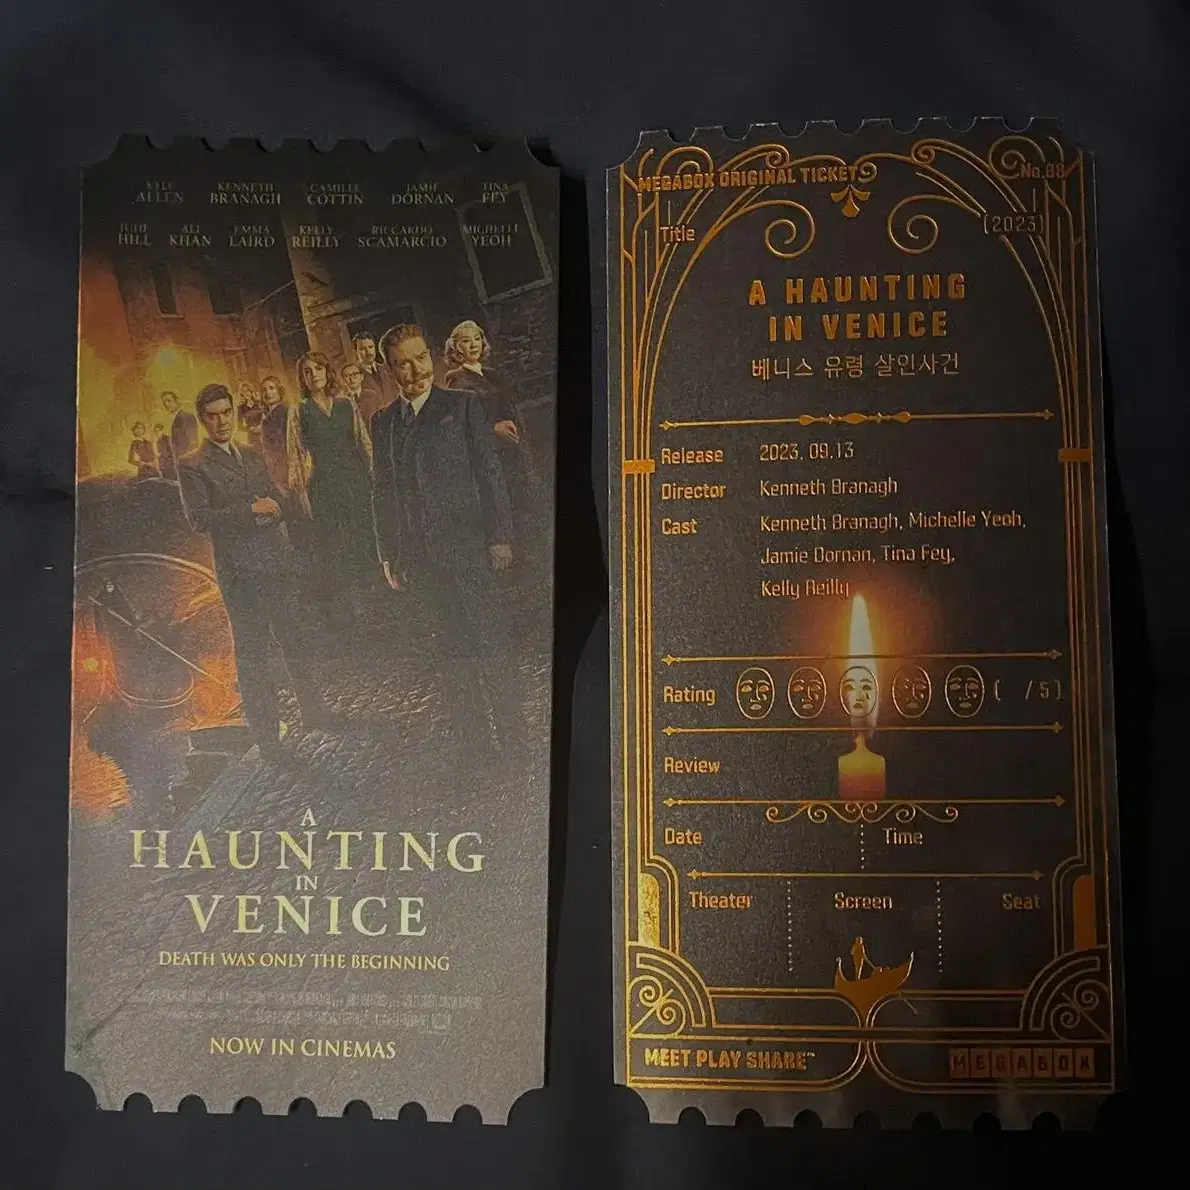 KYLE ALLEN
KENNETH BRANAGH
CAMILLE COTTIN
JAMIE DORNAN
TINA FEY
JUDE HILL
ALI KHAN
EMMA LAIRD
KELLY REILLY
RICCARDO SCAMARCIO
MICHELLE YEOH
A
HAUNTING
IN
VENICE
DEATH WAS ONLY THE BEGINNING
NOW IN CINEMAS
MEGABOX ORIGINAL TICKET
No.88
Title
(2023)
A HAUNTING
IN VENICE
베니스 유령 살인사건
Release 2023. 09.13
Director Kenneth Branagh
Cast Kenneth Branagh, Michelle Yeoh,
Jamie Dornan, Tina Fey,
Kelly Reilly
Rating ( /5)
Review
Date Time
Theater Screen Seat
MEET PLAY SHARE™
MEGABOX